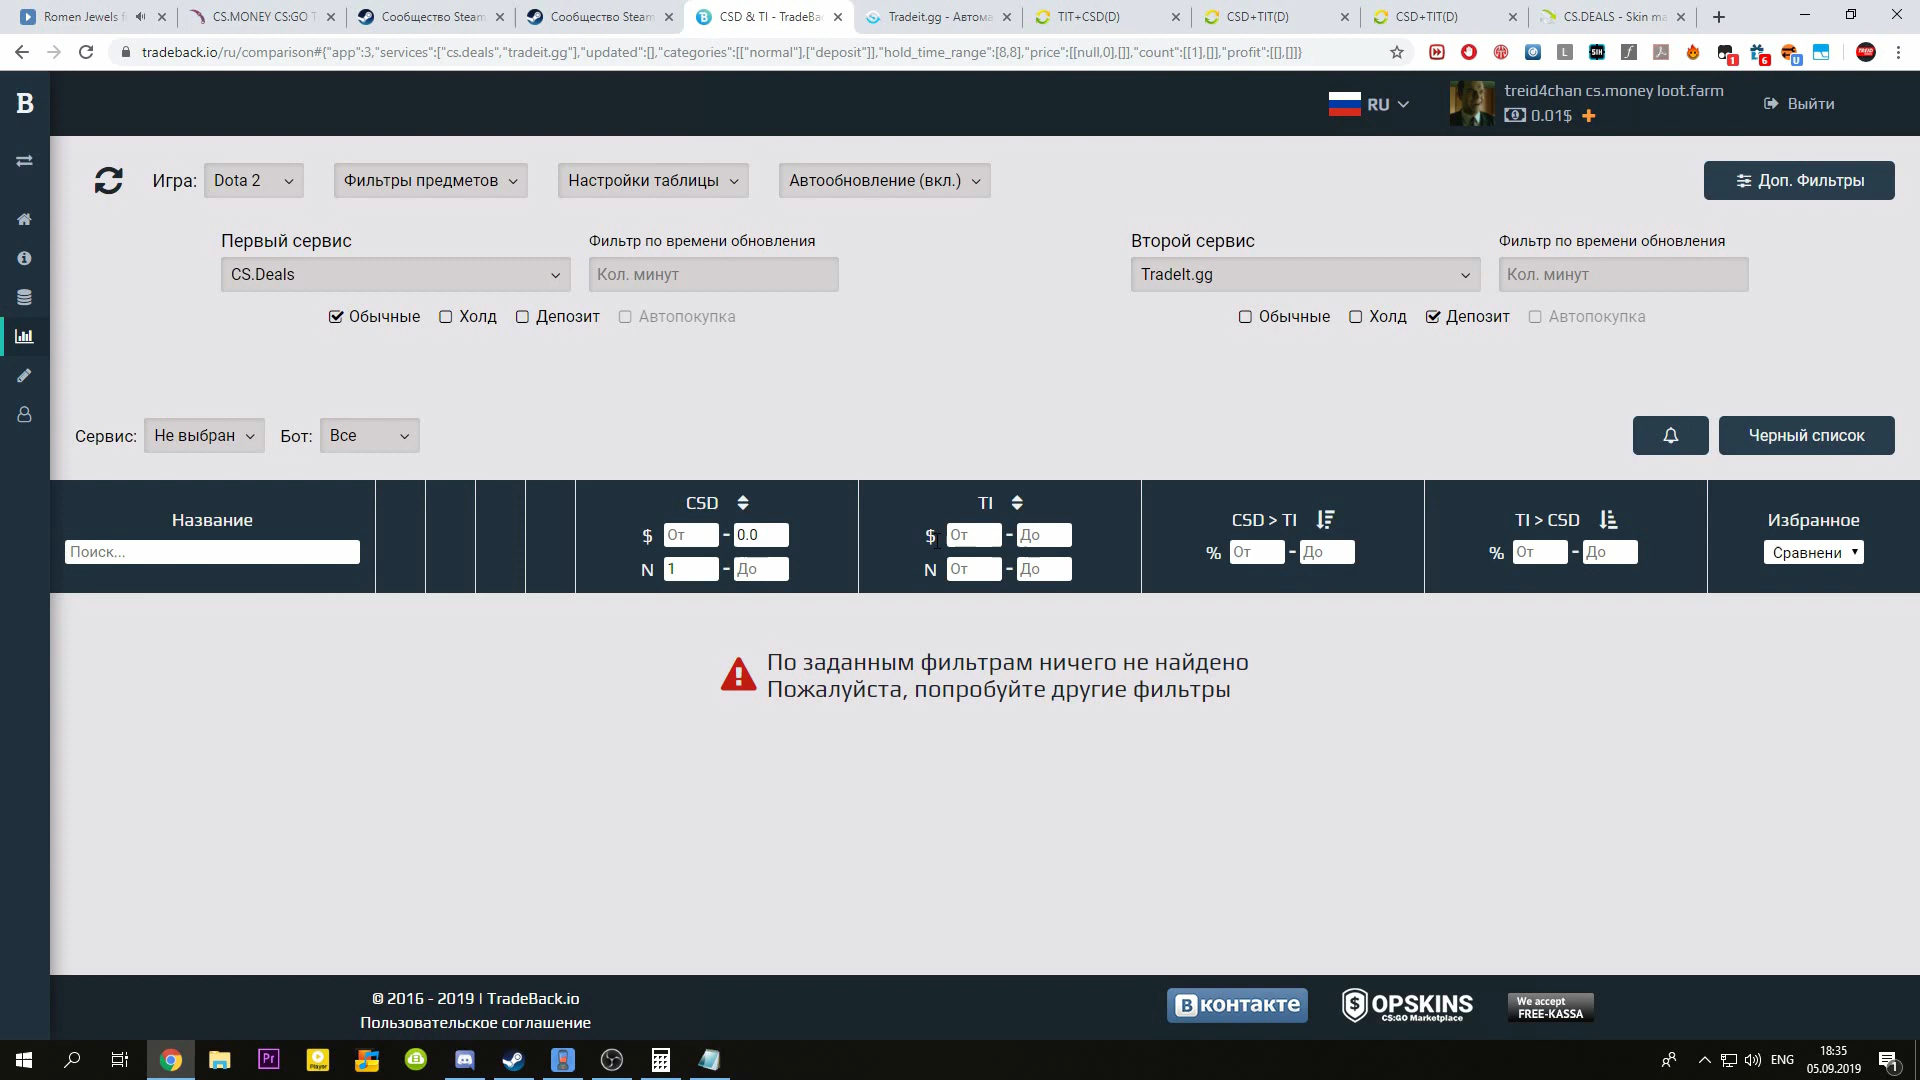 Romen Jewels f
CS.MONEY CS:GO T
Сообщество Steam
Сообщество Steam
CSD & TI - TradeBa
Tradeit.gg - Автома
TIT+CSD(D)
CSD+TIT(D)
CSD+TIT(D)
CS.DEALS - Skin ma
tradeback.io/ru/comparison#{"app":3,"services":["cs.deals","tradeit.gg"],"updated":[],"categories":[["normal"],["deposit"]],"hold_time_range":[8,8],"price":[[null,0],[]],"count":[[1],[]],"profit":[[],[]]}
B
RU
treid4chan cs.money loot.farm
0.01$
Выйти
Игра:
Dota 2
Фильтры предметов
Настройки таблицы
Автообновление (вкл.)
Доп. Фильтры
Первый сервис
Фильтр по времени обновления
Второй сервис
Фильтр по времени обновления
CS.Deals
Кол. минут
TradeIt.gg
Кол. минут
Обычные
Холд
Депозит
Автопокупка
Обычные
Холд
Депозит
Автопокупка
Сервис:
Не выбран
Бот:
Все
Черный список
Название
Поиск...
CSD
$ От - 0.0
N 1 - До
TI
$ От - До
N От - До
CSD > TI
% От - До
TI > CSD
% От - До
Избранное
Сравнени
По заданным фильтрам ничего не найдено
Пожалуйста, попробуйте другие фильтры
© 2016 - 2019 | TradeBack.io
Пользовательское соглашение
В контакте
OPSKINS
CS:GO Marketplace
We accept
FREE-KASSA
ENG
18:35
05.09.2019
1